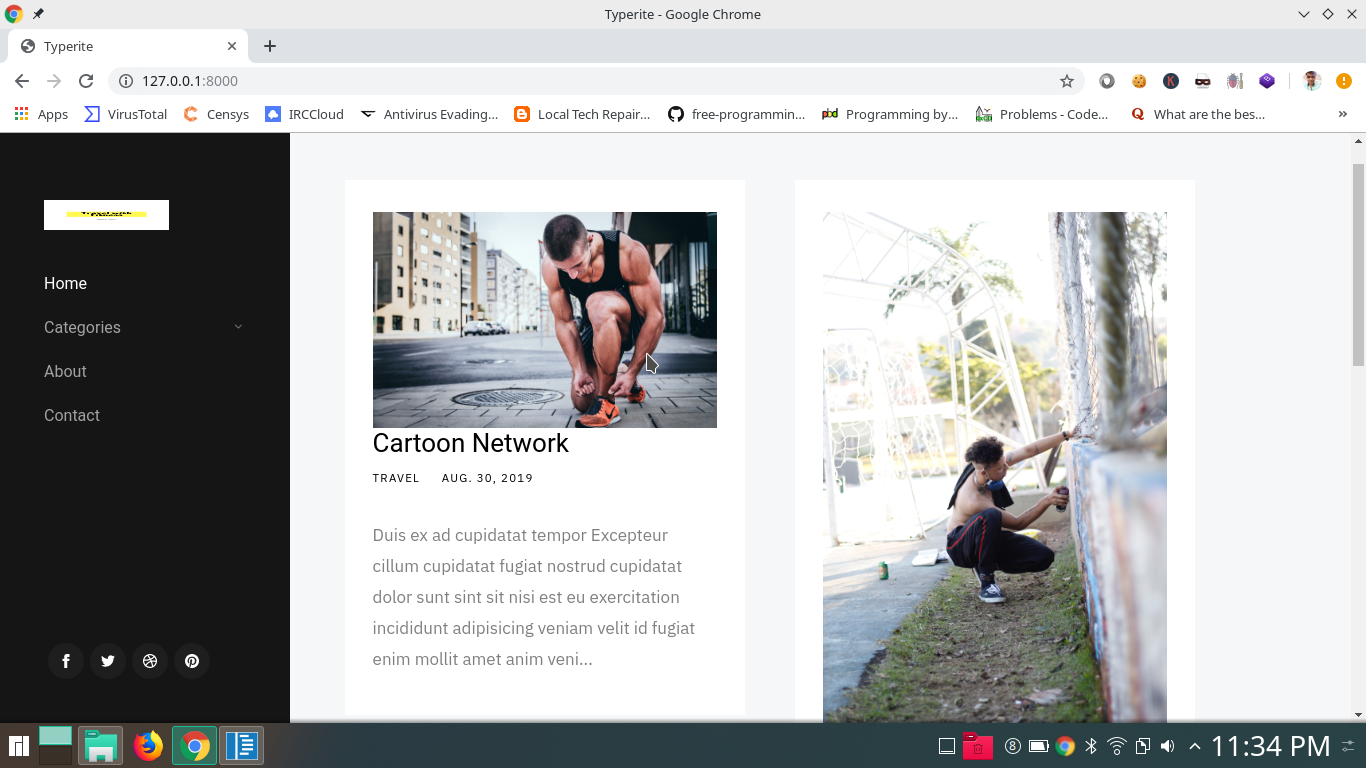 Typerite - Google Chrome
Typerite
127.0.0.1:8000
Apps VirusTotal Censys IRCCloud Antivirus Evading... Local Tech Repair... free-programmin... Programming by... Problems - Code... What are the bes... »
Home
Categories
About
Contact
Cartoon Network
TRAVEL AUG. 30, 2019
Duis ex ad cupidatat tempor Excepteur
cillum cupidatat fugiat nostrud cupidatat
dolor sunt sint sit nisi est eu exercitation
incididunt adipisicing veniam velit id fugiat
enim mollit amet anim veni...
11:34 PM